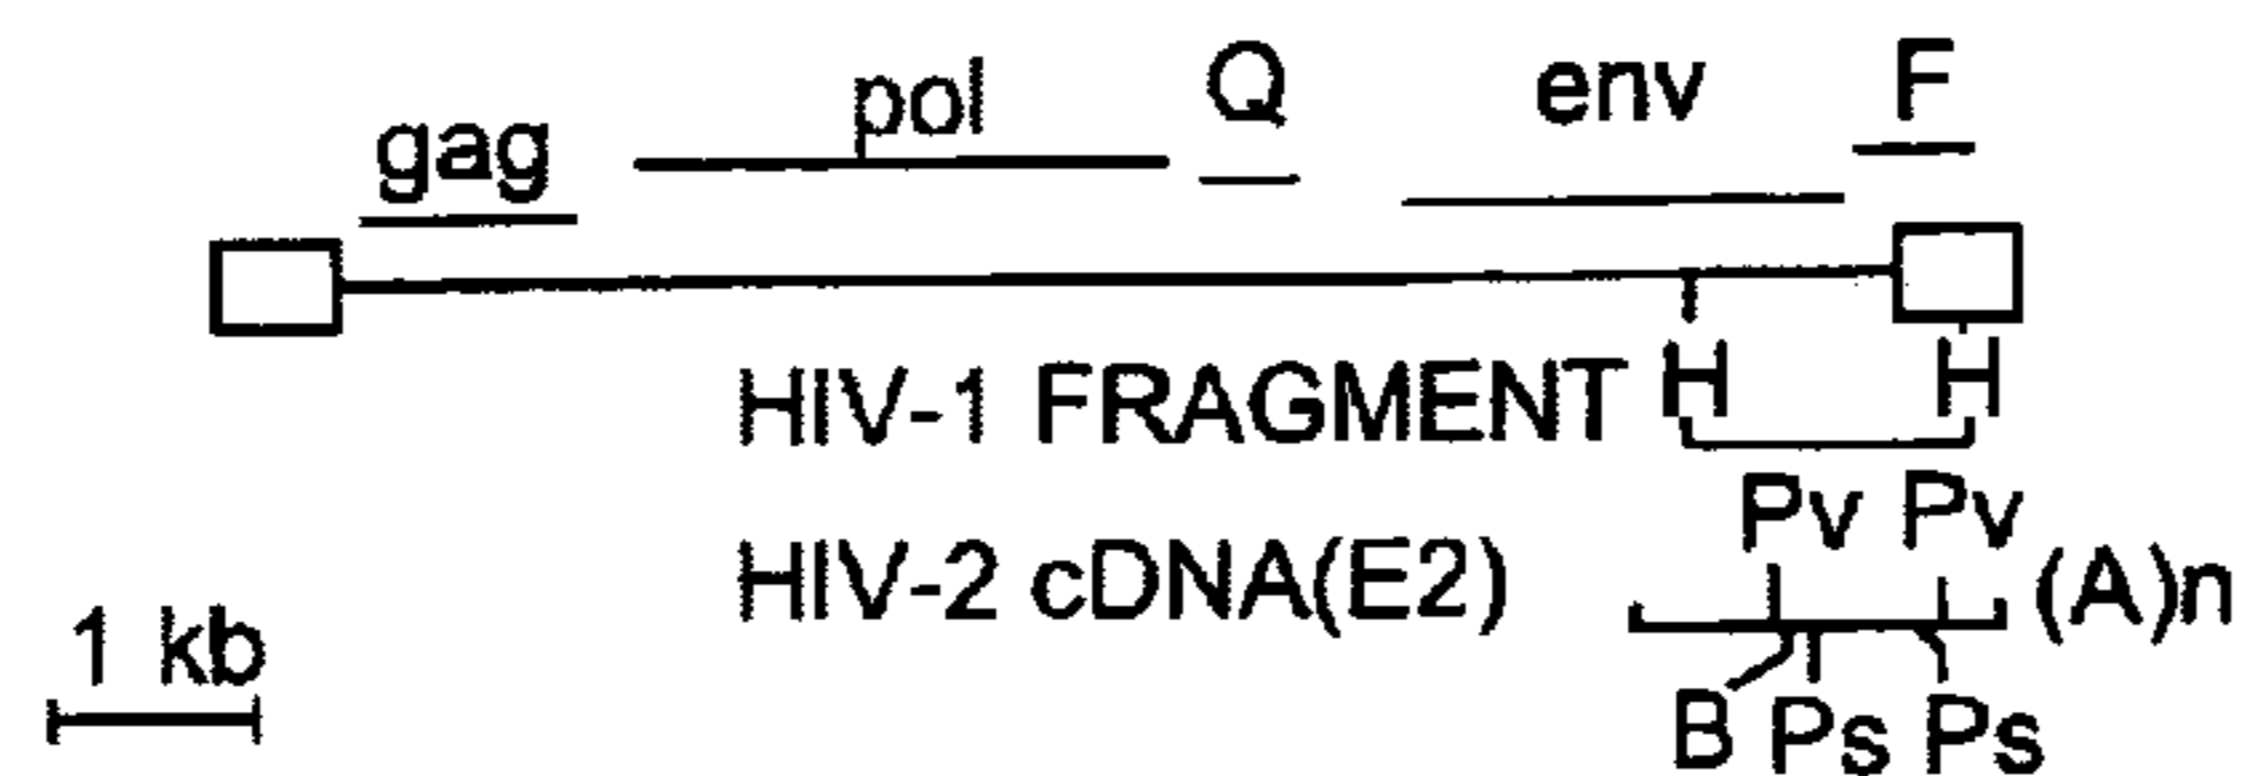 gag pol Q env F
HIV-1 FRAGMENT H H
Pv Pv
HIV-2 cDNA(E2) (A)n
1 kb
B Ps Ps